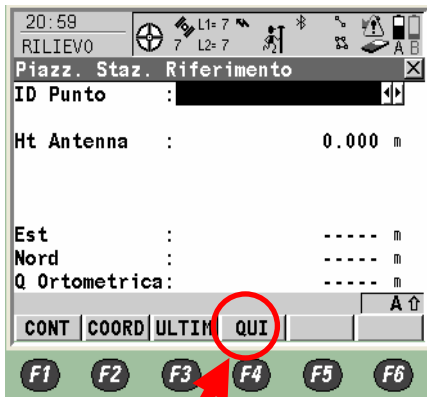 20:59
RILIEVO
7
L1= 7
L2= 7
A B
Piazz. Staz. Riferimento
ID Punto :
Ht Antenna : 0.000 m
Est : ----- m
Nord : ----- m
Q Ortometrica: ----- m
A
CONT COORD ULTIM QUI
F1 F2 F3 F4 F5 F6